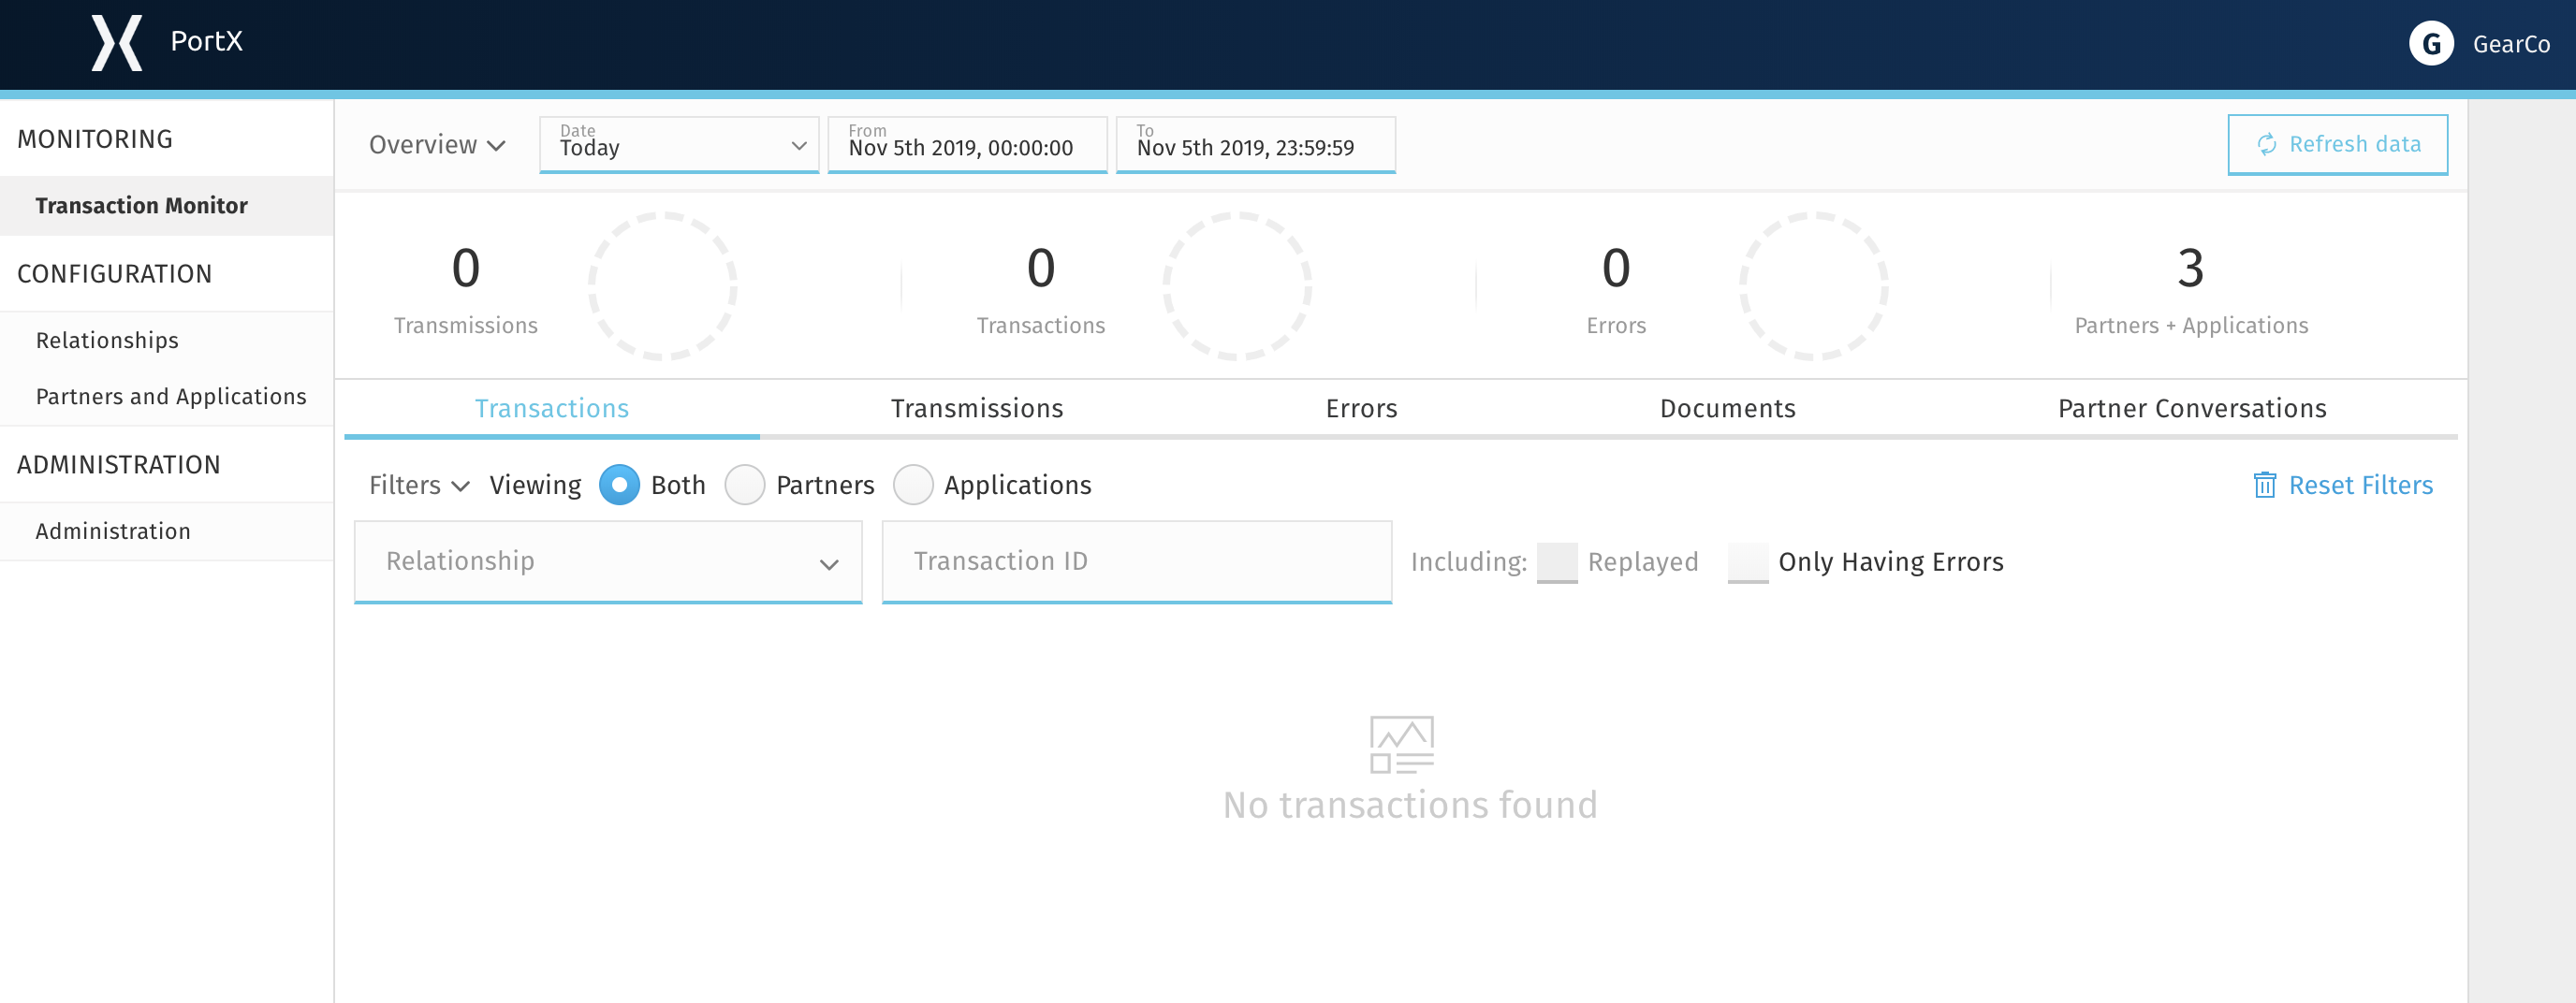 PortX
G GearCo
MONITORING
Transaction Monitor
CONFIGURATION
Relationships
Partners and Applications
ADMINISTRATION
Administration
Overview
Date
Today
From
Nov 5th 2019, 00:00:00
To
Nov 5th 2019, 23:59:59
Refresh data
0
Transmissions
0
Transactions
0
Errors
3
Partners + Applications
Transactions Transmissions Errors Documents Partner Conversations
Filters Viewing Both Partners Applications Reset Filters
Relationship Transaction ID Including: Replayed Only Having Errors
No transactions found